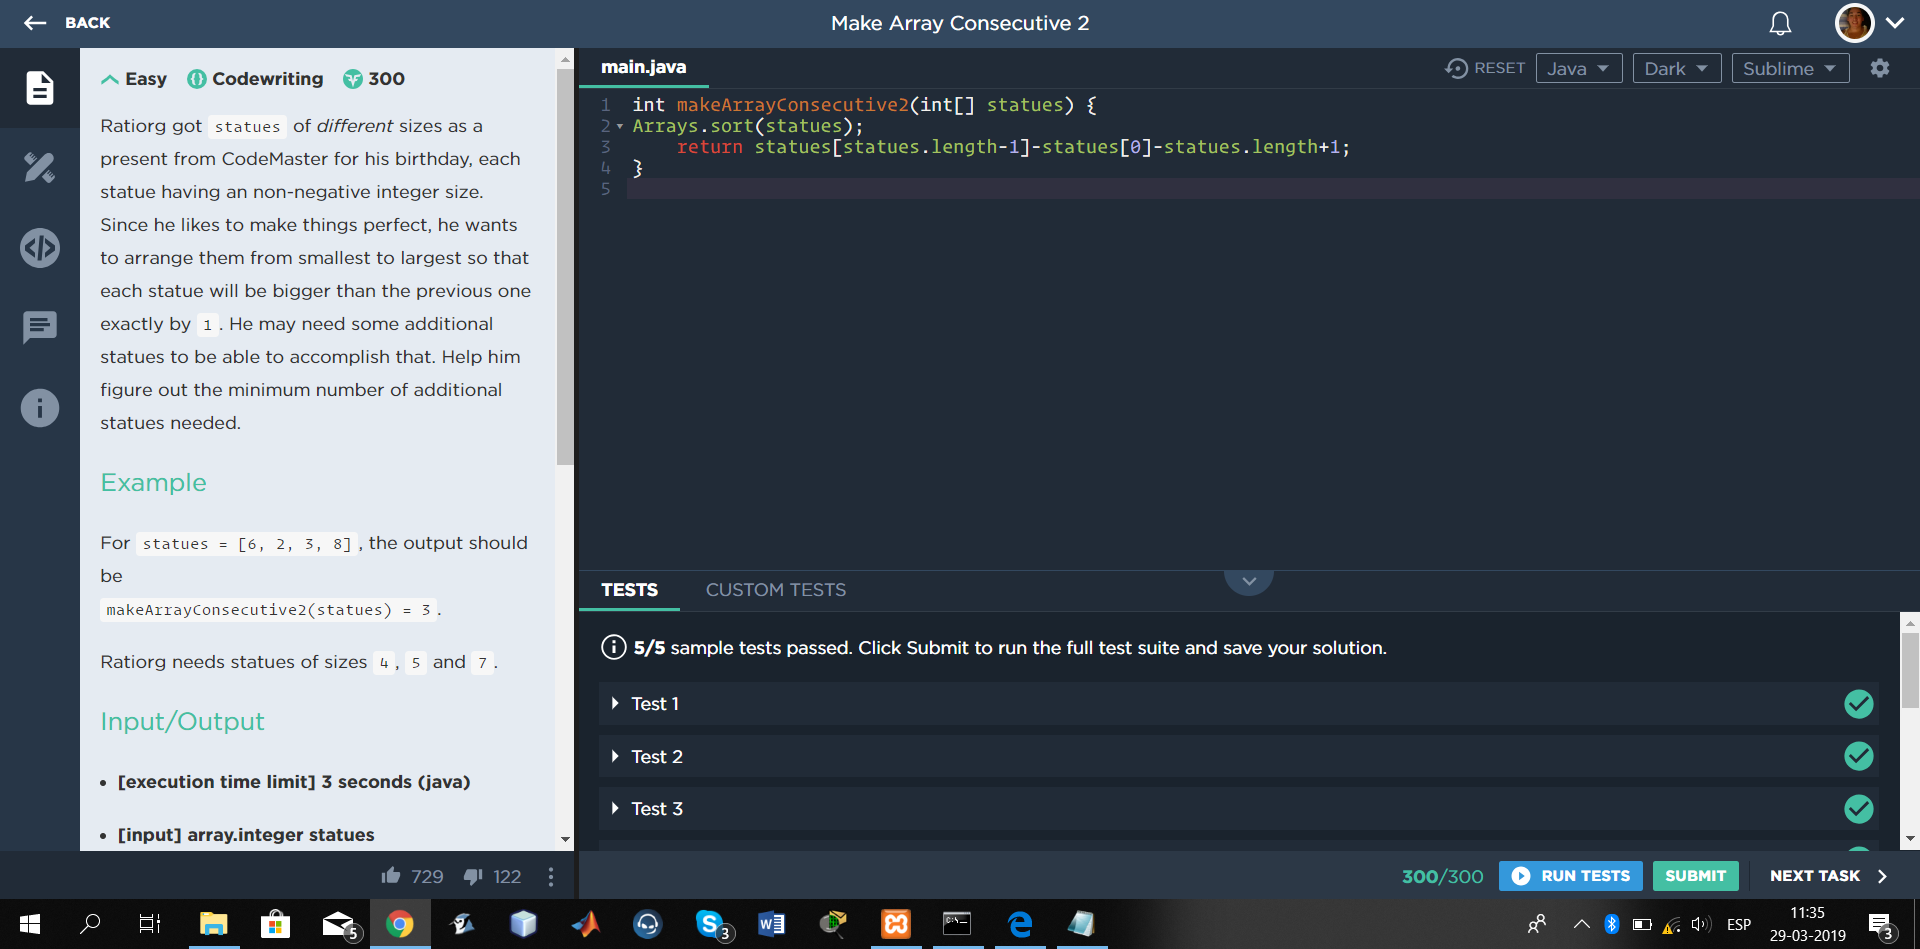 BACK
Make Array Consecutive 2
Easy Codewriting 300
Ratiorg got statues of different sizes as a
present from CodeMaster for his birthday, each
statue having an non-negative integer size.
Since he likes to make things perfect, he wants
to arrange them from smallest to largest so that
each statue will be bigger than the previous one
exactly by 1. He may need some additional
statues to be able to accomplish that. Help him
figure out the minimum number of additional
statues needed.
Example
For statues = [6, 2, 3, 8], the output should
be
makeArrayConsecutive2(statues) = 3.
Ratiorg needs statues of sizes 4, 5 and 7.
Input/Output
• [execution time limit] 3 seconds (java)
• [input] array.integer statues
729 122
main.java
RESET Java Dark Sublime
1 int makeArrayConsecutive2(int[] statues) {
2 Arrays.sort(statues);
3 return statues[statues.length-1]-statues[0]-statues.length+1;
4 }
5
TESTS CUSTOM TESTS
5/5 sample tests passed. Click Submit to run the full test suite and save your solution.
Test 1
Test 2
Test 3
300/300 RUN TESTS SUBMIT NEXT TASK
5 3 ESP 11:35
29-03-2019 3